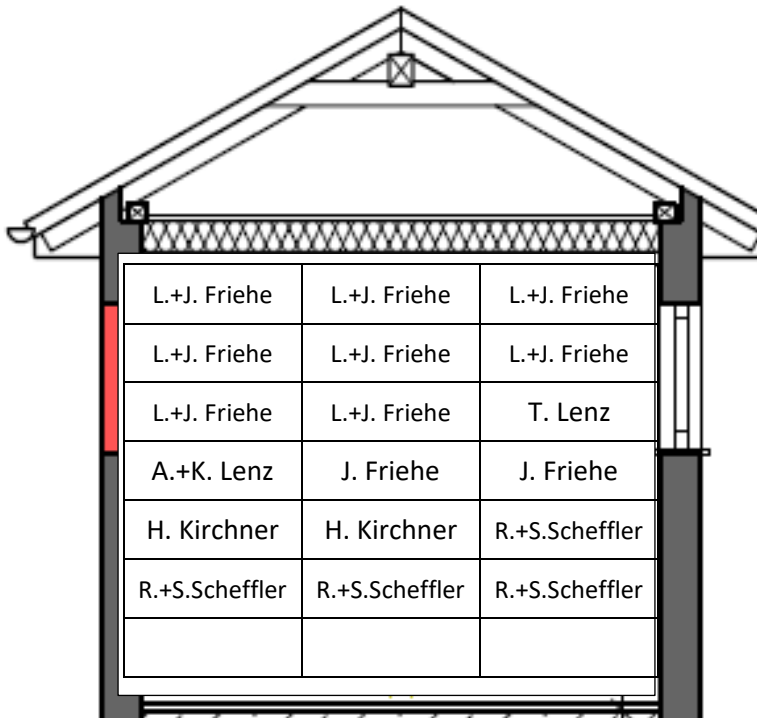 L.+J. Friehe L.+J. Friehe L.+J. Friehe
L.+J. Friehe L.+J. Friehe L.+J. Friehe
L.+J. Friehe L.+J. Friehe T. Lenz
A.+K. Lenz J. Friehe J. Friehe
H. Kirchner H. Kirchner R.+S.Scheffler
R.+S.Scheffler R.+S.Scheffler R.+S.Scheffler